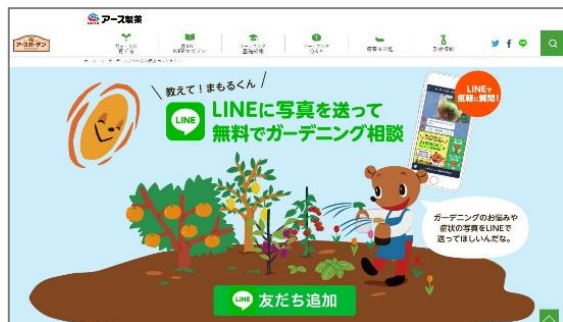 アース製薬
アースガーデン
教えて！まもるくん
LINE
LINEに写真を送って
無料でガーデニング相談
LINEで
気軽に質問！
ガーデニングのお悩みや
症状の写真をLINEで
送ってほしいんだな。
LINE 友だち追加